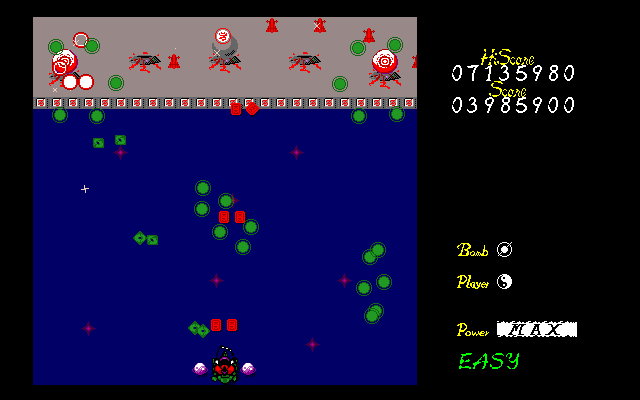 HiScore
07135980
Score
03985900
Bomb
Player
Power MAX
EASY